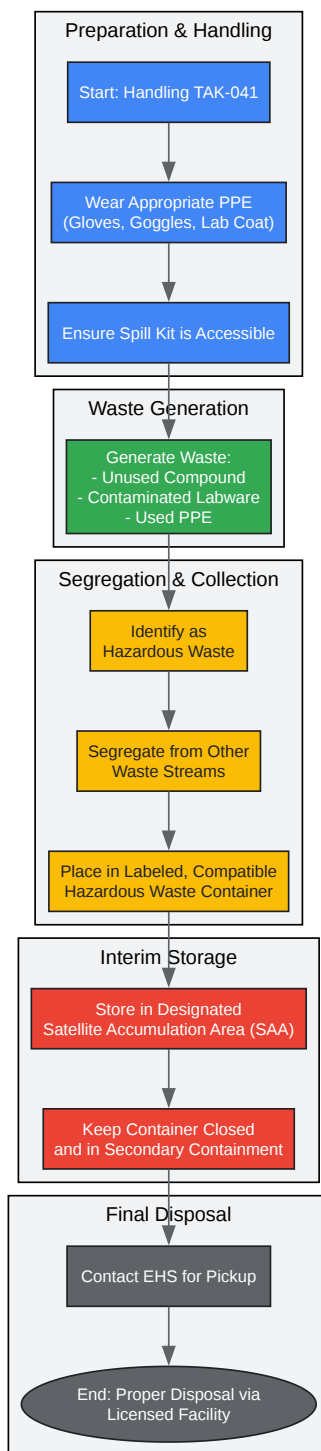 Preparation & Handling
Start: Handling TAK-041
Wear Appropriate PPE
(Gloves, Goggles, Lab Coat)
Ensure Spill Kit is Accessible
Waste Generation
Generate Waste:
- Unused Compound
- Contaminated Labware
- Used PPE
Segregation & Collection
Identify as
Hazardous Waste
Segregate from Other
Waste Streams
Place in Labeled, Compatible
Hazardous Waste Container
Interim Storage
Store in Designated
Satellite Accumulation Area (SAA)
Keep Container Closed
and in Secondary Containment
Final Disposal
Contact EHS for Pickup
End: Proper Disposal via
Licensed Facility